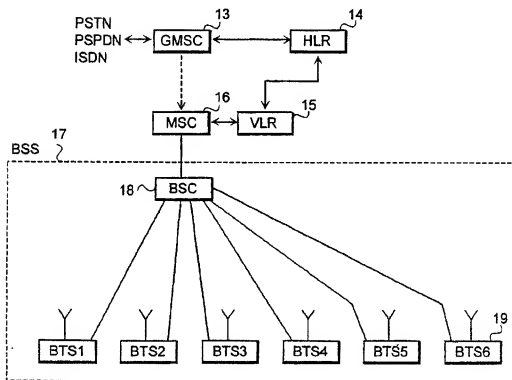 PSTN
PSPDN
ISDN
13
GMSC
14
HLR
16
MSC
15
VLR
17
BSS
18
BSC
19
BTS1
BTS2
BTS3
BTS4
BTS5
BTS6